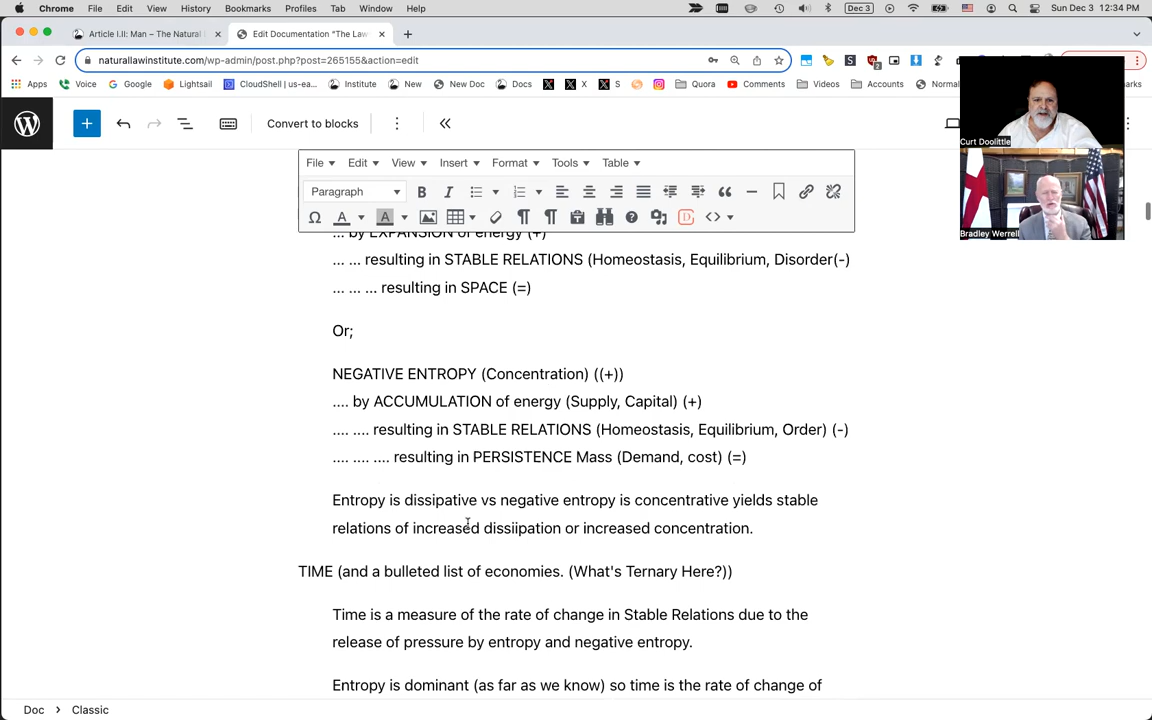 Chrome File Edit View History Bookmarks Profiles Tab Window Help Dec 3 Sun Dec 3 12:34 PM
Article I.II: Man – The Natural Edit Documentation “The Law
naturallawinstitute.com/wp-admin/post.php?post=265155&action=edit
Apps Voice Google Lightsail CloudShell | us-ea... Institute New New Doc Docs X S Quora Comments Videos Accounts Normal
Convert to blocks
File Edit View Insert Format Tools Table
Paragraph B I
... by EXPANSION of energy (+)
... ... resulting in STABLE RELATIONS (Homeostasis, Equilibrium, Disorder(-)
... ... ... resulting in SPACE (=)
Or;
NEGATIVE ENTROPY (Concentration) ((+))
.... by ACCUMULATION of energy (Supply, Capital) (+)
.... .... resulting in STABLE RELATIONS (Homeostasis, Equilibrium, Order) (-)
.... .... .... resulting in PERSISTENCE Mass (Demand, cost) (=)
Entropy is dissipative vs negative entropy is concentrative yields stable
relations of increased dissiipation or increased concentration.
TIME (and a bulleted list of economies. (What's Ternary Here?))
Time is a measure of the rate of change in Stable Relations due to the
release of pressure by entropy and negative entropy.
Entropy is dominant (as far as we know) so time is the rate of change of
Doc > Classic
Curt Doolittle
Bradley Werrell